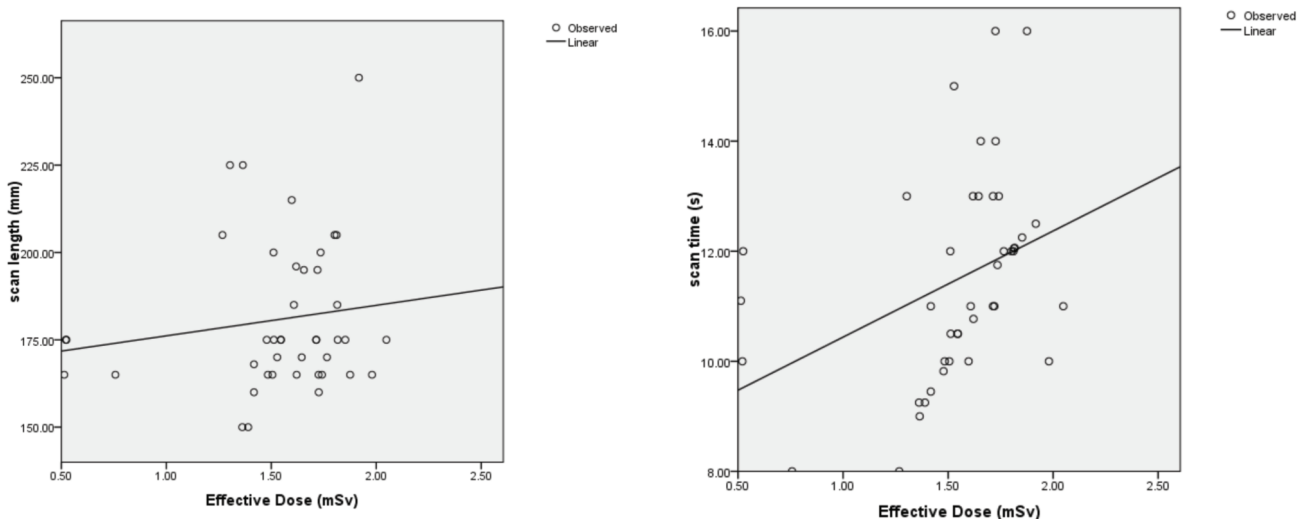 Observed
Linear
scan length (mm)
250.00
225.00
200.00
175.00
150.00
0.50 1.00 1.50 2.00 2.50
Effective Dose (mSv)
Observed
Linear
scan time (s)
16.00
14.00
12.00
10.00
8.00
0.50 1.00 1.50 2.00 2.50
Effective Dose (mSv)